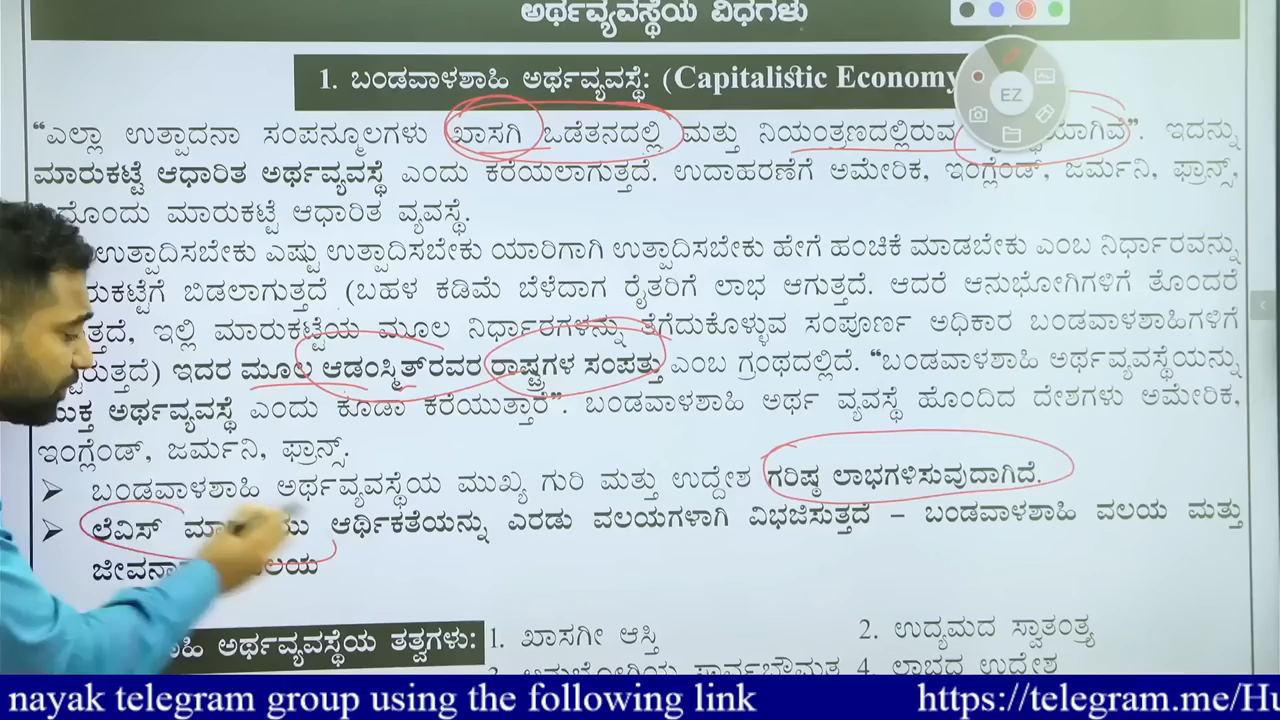 ಅರ್ಥವ್ಯವಸ್ಥೆಯ ವಿಧಗಳು
1. ಬಂಡವಾಳಶಾಹಿ ಅರ್ಥವ್ಯವಸ್ಥೆ: (Capitalistic Economy
EZ
“ಎಲ್ಲಾ ಉತ್ಪಾದನಾ ಸಂಪನ್ಮೂಲಗಳು ಖಾಸಗಿ ಒಡೆತನದಲ್ಲಿ ಮತ್ತು ನಿಯಂತ್ರಣದಲ್ಲಿರುವ ಯಾಗಿವೆ”. ಇದನ್ನು
ಮಾರುಕಟ್ಟೆ ಆಧಾರಿತ ಅರ್ಥವ್ಯವಸ್ಥೆ ಎಂದು ಕರೆಯಲಾಗುತ್ತದೆ. ಉದಾಹರಣೆಗೆ ಅಮೇರಿಕ, ಇಂಗ್ಲೆಂಡ್, ಜರ್ಮನಿ, ಫ್ರಾನ್ಸ್,
ಮಾರುಕಟ್ಟೆ ಆಧಾರಿತ ವ್ಯವಸ್ಥೆ.
ಉತ್ಪಾದಿಸಬೇಕು ಎಷ್ಟು ಉತ್ಪಾದಿಸಬೇಕು ಯಾರಿಗಾಗಿ ಉತ್ಪಾದಿಸಬೇಕು ಹೇಗೆ ಹಂಚಿಕೆ ಮಾಡಬೇಕು ಎಂಬ ನಿರ್ಧಾರವನ್ನು
ರುಕಟ್ಟೆಗೆ ಬಿಡಲಾಗುತ್ತದೆ (ಬಹಳ ಕಡಿಮೆ ಬೆಳೆದಾಗ ರೈತರಿಗೆ ಲಾಭ ಆಗುತ್ತದೆ. ಆದರೆ ಆನುಭೋಗಿಗಳಿಗೆ ತೊಂದರೆ
ತ್ತದೆ, ಇಲ್ಲಿ ಮಾರುಕಟ್ಟೆಯ ಮೂಲ ನಿರ್ಧಾರಗಳನ್ನು ತೆಗೆದುಕೊಳ್ಳುವ ಸಂಪೂರ್ಣ ಅಧಿಕಾರ ಬಂಡವಾಳಶಾಹಿಗಳಿಗೆ
ರುತ್ತದೆ) ಇದರ ಮೂಲ ಆಡಂಸ್ಮಿತ್‌ರವರ ರಾಷ್ಟ್ರಗಳ ಸಂಪತ್ತು ಎಂಬ ಗ್ರಂಥದಲ್ಲಿದೆ. “ಬಂಡವಾಳಶಾಹಿ ಅರ್ಥವ್ಯವಸ್ಥೆಯನ್ನು
ಮುಕ್ತ ಅರ್ಥವ್ಯವಸ್ಥೆ ಎಂದು ಕೂಡಾ ಕರೆಯುತ್ತಾರೆ”. ಬಂಡವಾಳಶಾಹಿ ಅರ್ಥ ವ್ಯವಸ್ಥೆ ಹೊಂದಿದ ದೇಶಗಳು ಅಮೇರಿಕ,
ಇಂಗ್ಲೆಂಡ್, ಜರ್ಮನಿ, ಫ್ರಾನ್ಸ್.
➤ ಬಂಡವಾಳಶಾಹಿ ಅರ್ಥವ್ಯವಸ್ಥೆಯ ಮುಖ್ಯ ಗುರಿ ಮತ್ತು ಉದ್ದೇಶ ಗರಿಷ್ಠ ಲಾಭಗಳಿಸುವುದಾಗಿದೆ.
➤ ಲೆವಿಸ್ ಆರ್ಥಿಕತೆಯನ್ನು ಎರಡು ವಲಯಗಳಾಗಿ ವಿಭಜಿಸುತ್ತದೆ – ಬಂಡವಾಳಶಾಹಿ ವಲಯ ಮತ್ತು
ಲಯ
ಹಿ ಅರ್ಥವ್ಯವಸ್ಥೆಯ ತತ್ವಗಳು: 1. ಖಾಸಗೀ ಆಸ್ತಿ 2. ಉದ್ಯಮದ ಸ್ವಾತಂತ್ರ್ಯ
4. ಲಾಭದ ಉದ್ದೇಶ
nayak telegram group using the following link https://telegram.me/Hu